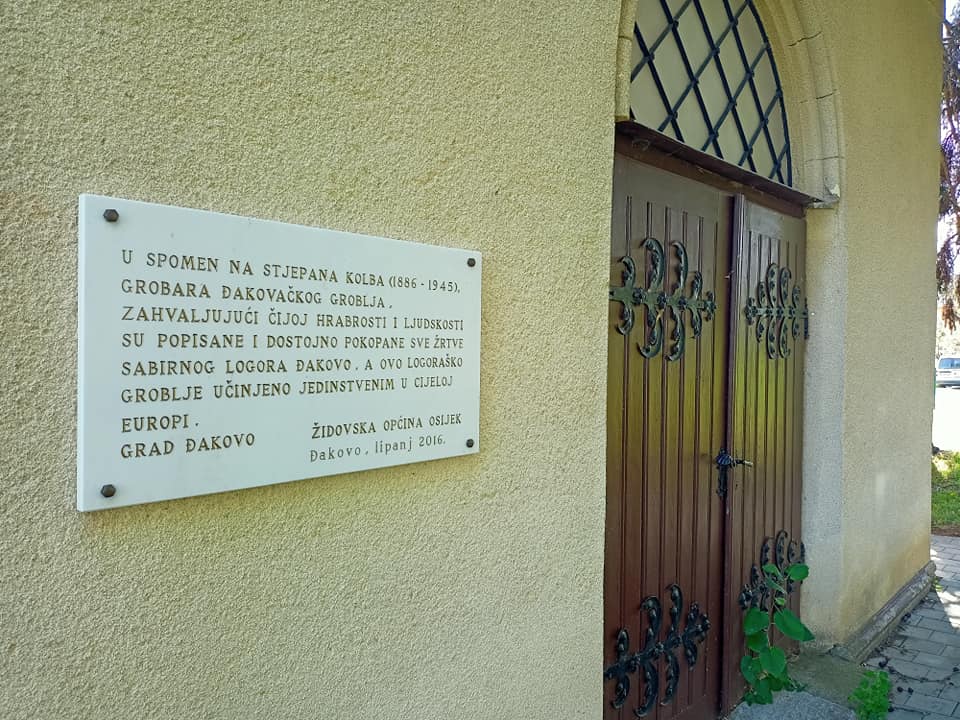 U SPOMEN NA STJEPANA KOLBA (1886 - 1945),
GROBARA ĐAKOVAČKOG GROBLJA.
ZAHVALJUJUĆI ČIJOJ HRABROSTI I LJUDSKOSTI
SU POPISANE I DOSTOJNO POKOPANE SVE ŽRTVE
SABIRNOG LOGORA ĐAKOVO. A OVO LOGORAŠKO
GROBLJE UČINJENO JEDINSTVENIM U CIJELOJ
EUROPI.
GRAD ĐAKOVO
ŽIDOVSKA OPĆINA OSIJEK
Đakovo, lipanj 2016.